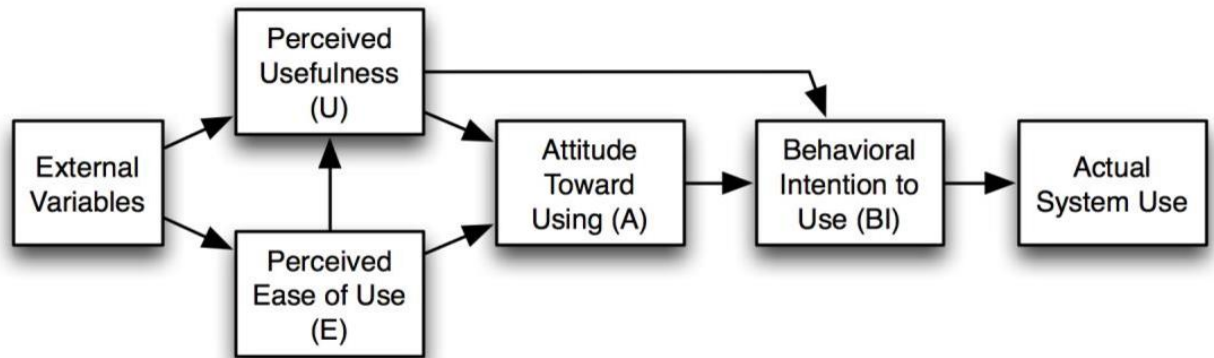 External
Variables
Perceived
Usefulness
(U)
Perceived
Ease of Use
(E)
Attitude
Toward
Using (A)
Behavioral
Intention to
Use (BI)
Actual
System Use